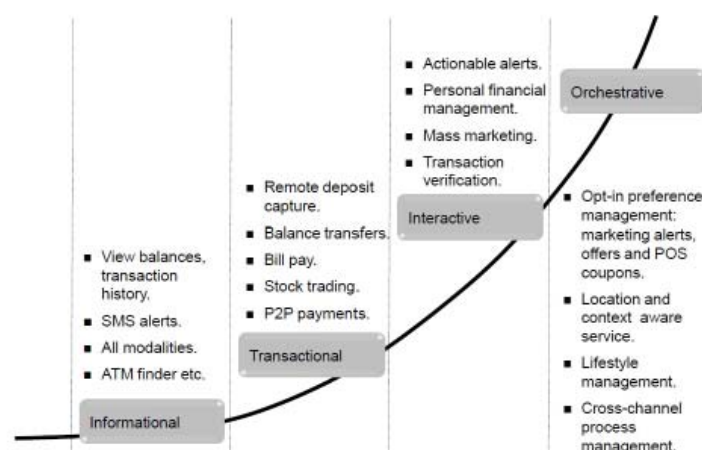 View balances,
transaction
history.
SMS alerts.
All modalities.
ATM finder etc.
Informational
Remote deposit
capture.
Balance transfers.
Bill pay.
Stock trading.
P2P payments.
Transactional
Actionable alerts.
Personal financial
management.
Mass marketing.
Transaction
verification.
Interactive
Orchestrative
Opt-in preference
management:
marketing alerts,
offers and POS
coupons.
Location and
context aware
service.
Lifestyle
management.
Cross-channel
process
management.